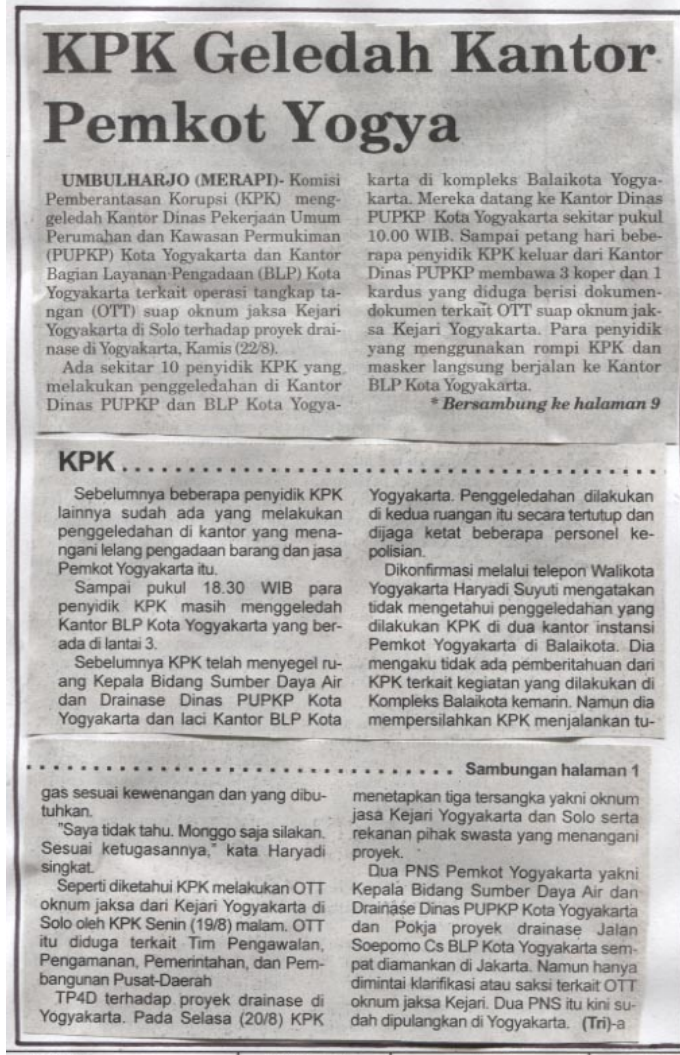 KPK Geledah Kantor
Pemkot Yogya
UMBULHARJO (MERAPI)- Komisi
Pemberantasan Korupsi (KPK) meng-
geledah Kantor Dinas Pekerjaan Umum
Perumahan dan Kawasan Permukiman
(PUPKP) Kota Yogyakarta dan Kantor
Bagian Layanan Pengadaan (BLP) Kota
Yogyakarta terkait operasi tangkap ta-
ngan (OTT) suap oknum jaksa Kejari
Yogyakarta di Solo terhadap proyek drai-
nase di Yogyakarta, Kamis (22/8).
Ada sekitar 10 penyidik KPK yang
melakukan penggeledahan di Kantor
Dinas PUPKP dan BLP Kota Yogya-
karta di kompleks Balaikota Yogya-
karta. Mereka datang ke Kantor Dinas
PUPKP Kota Yogyakarta sekitar pukul
10.00 WIB. Sampai petang hari bebe-
rapa penyidik KPK keluar dari Kantor
Dinas PUPKP membawa 3 koper dan 1
kardus yang diduga berisi dokumen-
dokumen terkait OTT suap oknum jak-
sa Kejari Yogyakarta. Para penyidik
yang menggunakan rompi KPK dan
masker langsung berjalan ke Kantor
BLP Kota Yogyakarta.
* Bersambung ke halaman 9
KPK
Sebelumnya beberapa penyidik KPK
lainnya sudah ada yang melakukan
penggeledahan di kantor yang mena-
ngani lelang pengadaan barang dan jasa
Pemkot Yogyakarta itu.
Sampai pukul 18.30 WIB para
penyidik KPK masih menggeledah
Kantor BLP Kota Yogyakarta yang ber-
ada di lantai 3.
Sebelumnya KPK telah menyegel ru-
ang Kepala Bidang Sumber Daya Air
dan Drainase Dinas PUPKP Kota
Yogyakarta dan laci Kantor BLP Kota
Yogyakarta. Penggeledahan dilakukan
di kedua ruangan itu secara tertutup dan
dijaga ketat beberapa personel ke-
polisian.
Dikonfirmasi melalui telepon Walikota
Yogyakarta Haryadi Suyuti mengatakan
tidak mengetahui penggeledahan yang
dilakukan KPK di dua kantor instansi
Pemkot Yogyakarta di Balaikota. Dia
mengaku tidak ada pemberitahuan dari
KPK terkait kegiatan yang dilakukan di
Kompleks Balaikota kemarin. Namun dia
mempersilahkan KPK menjalankan tu-
Sambungan halaman 1
gas sesuai kewenangan dan yang dibu-
tuhkan.
"Saya tidak tahu. Monggo saja silakan.
Sesuai ketugasannya," kata Haryadi
singkat.
Seperti diketahui KPK melakukan OTT
oknum jaksa dari Kejari Yogyakarta di
Solo oleh KPK Senin (19/8) malam. OTT
itu diduga terkait Tim Pengawalan,
Pengamanan, Pemerintahan, dan Pem-
bangunan Pusat-Daerah
TP4D terhadap proyek drainase di
Yogyakarta. Pada Selasa (20/8) KPK
menetapkan tiga tersangka yakni oknum
jasa Kejari Yogyakarta dan Solo serta
rekanan pihak swasta yang menangani
proyek.
Dua PNS Pemkot Yogyakarta yakni
Kepala Bidang Sumber Daya Air dan
Drainase Dinas PUPKP Kota Yogyakarta
dan Pokja proyek drainase Jalan
Soepomo Cs BLP Kota Yogyakarta sem-
pat diamankan di Jakarta. Namun hanya
dimintai klarifikasi atau saksi terkait OTT
oknum jaksa Kejari. Dua PNS itu kini su-
dah dipulangkan di Yogyakarta. (Tri)-a